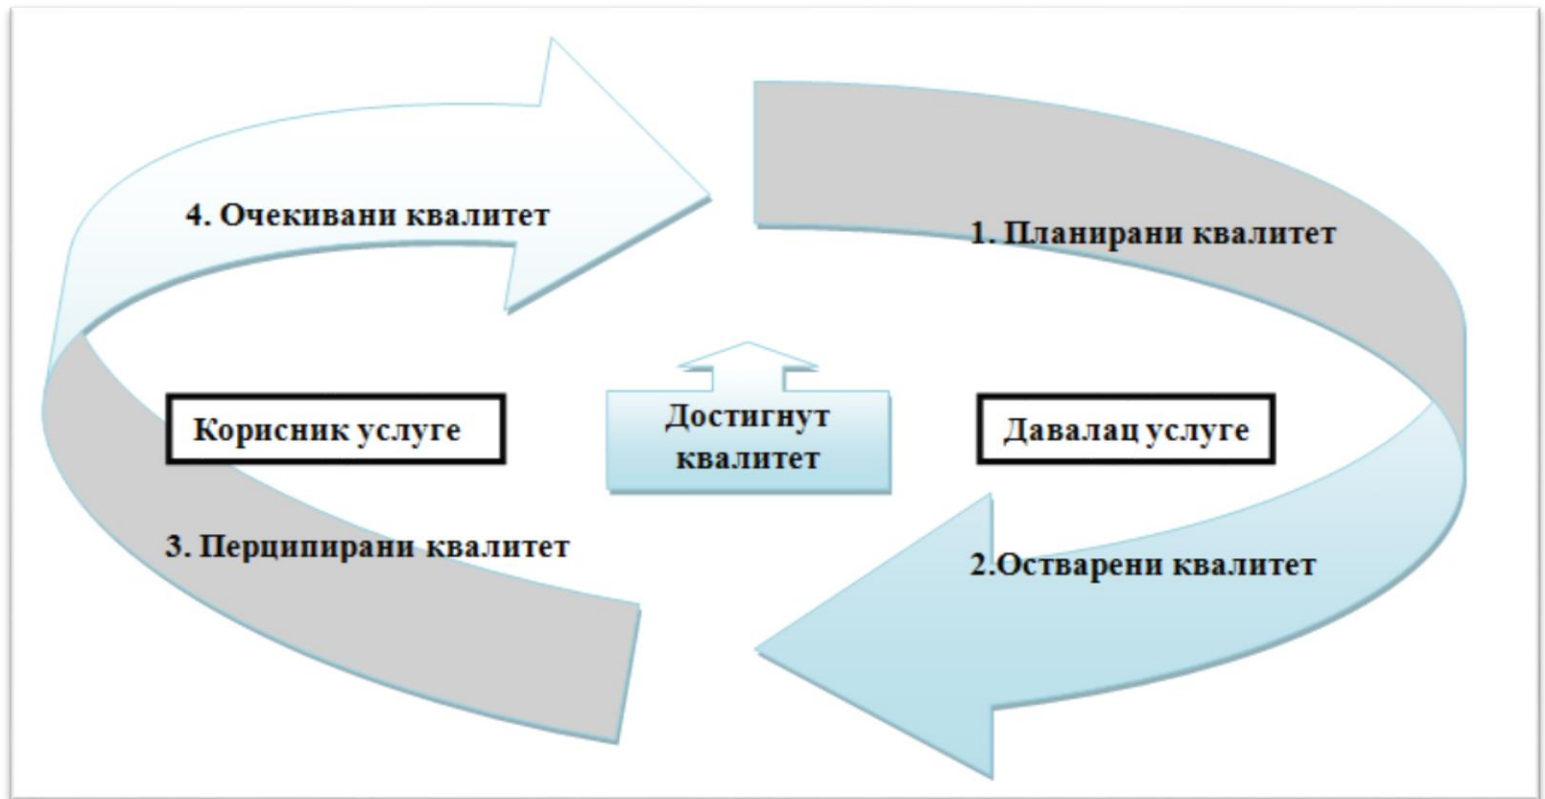 4. Очекивани квалитет
1. Планирани квалитет
Корисник услуге
Достигнут
квалитет
Давалац услуге
3. Перципирани квалитет
2.Остварени квалитет